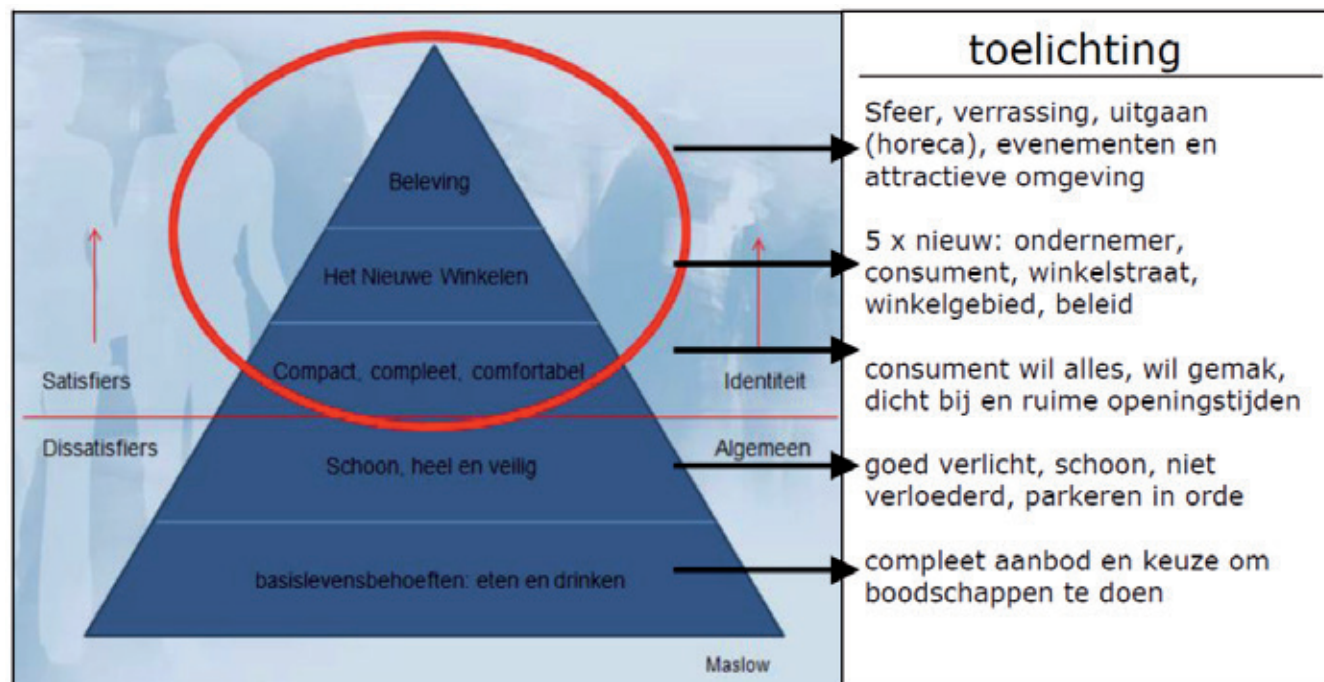 toelichting
Beleving
Sfeer, verrassing, uitgaan
(horeca), evenementen en
attractieve omgeving
Het Nieuwe Winkelen
5 x nieuw: ondernemer,
consument, winkelstraat,
winkelgebied, beleid
Compact, compleet, comfortabel
Satisfiers
Identiteit
consument wil alles, wil gemak,
dicht bij en ruime openingstijden
Dissatisfiers
Algemeen
Schoon, heel en veilig
goed verlicht, schoon, niet
verloederd, parkeren in orde
basislevensbehoeften: eten en drinken
compleet aanbod en keuze om
boodschappen te doen
Maslow